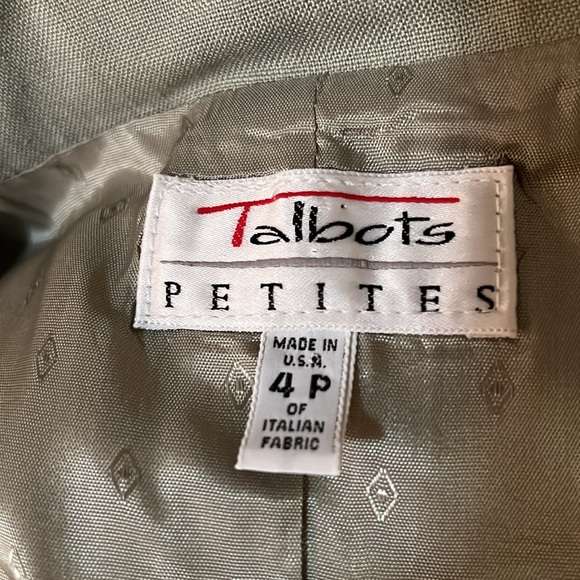 Talbots
PETITES
MADE IN
U.S.A.
4 P
OF
ITALIAN
FABRIC